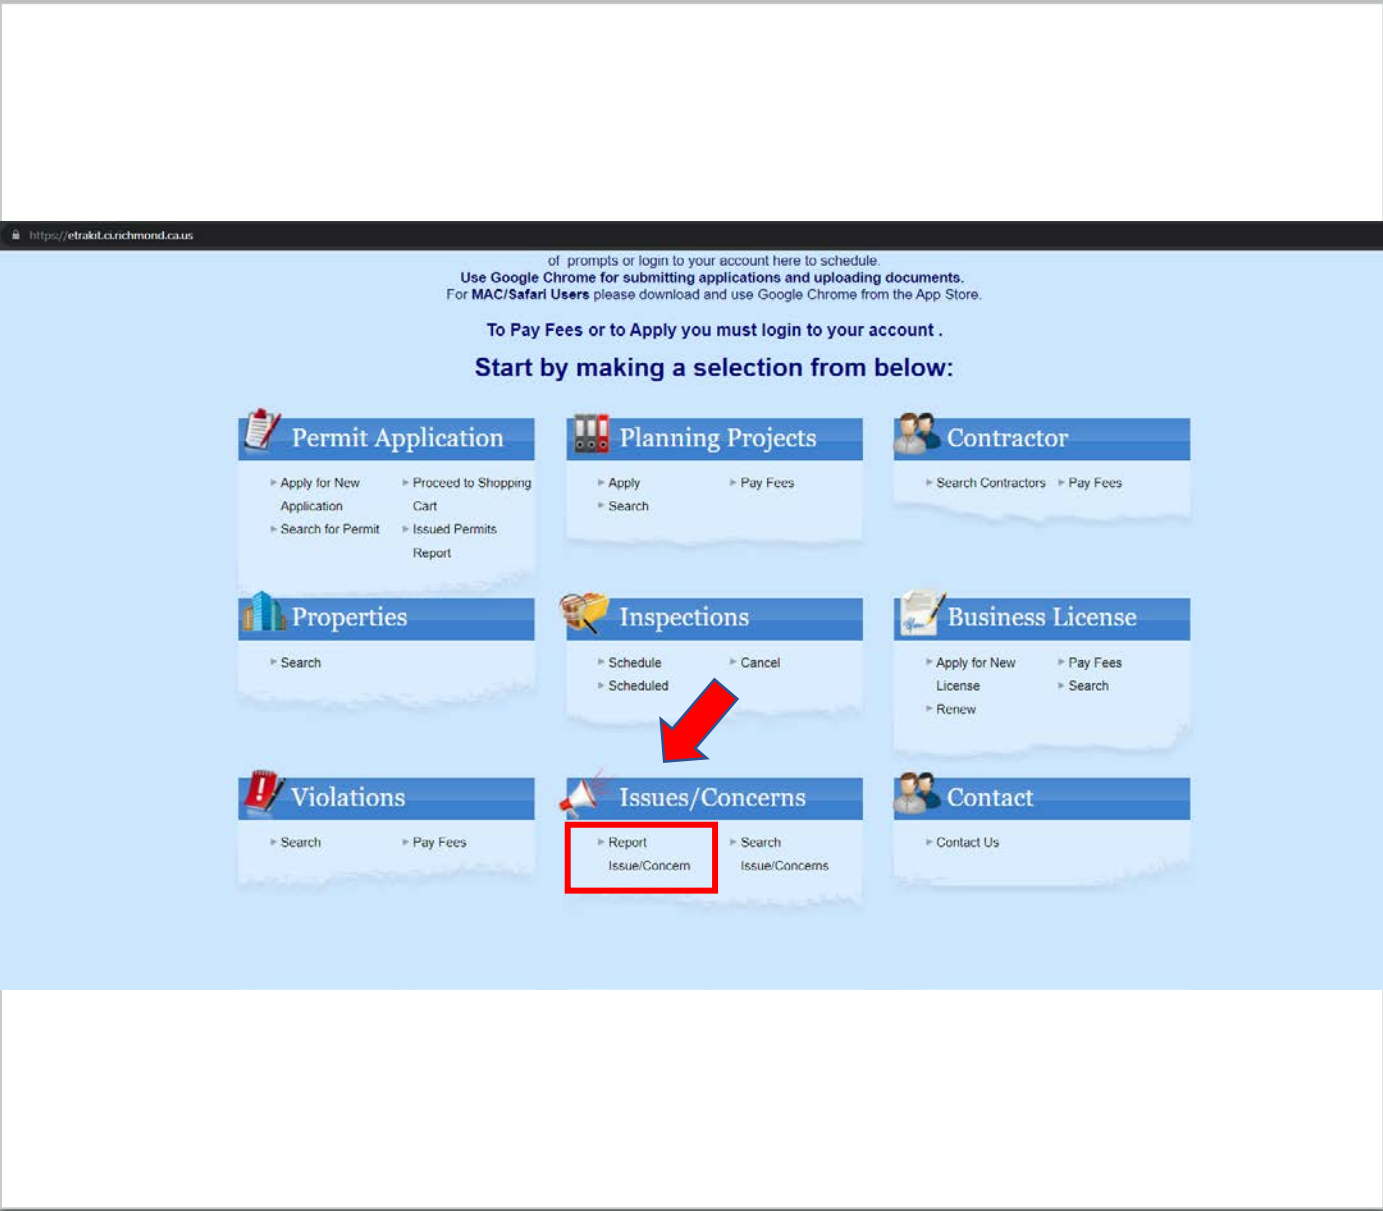 https://etrakit.ci.richmond.ca.us
of prompts or login to your account here to schedule.
Use Google Chrome for submitting applications and uploading documents.
For MAC/Safari Users please download and use Google Chrome from the App Store.
To Pay Fees or to Apply you must login to your account .
Start by making a selection from below:
Permit Application
Apply for New
Application
Search for Permit
Proceed to Shopping
Cart
Issued Permits
Report
Planning Projects
Apply
Search
Pay Fees
Contractor
Search Contractors
Pay Fees
Properties
Search
Inspections
Schedule
Scheduled
Cancel
Business License
Apply for New
License
Renew
Pay Fees
Search
Violations
Search
Pay Fees
Issues/Concerns
Report
Issue/Concern
Search
Issue/Concerns
Contact
Contact Us